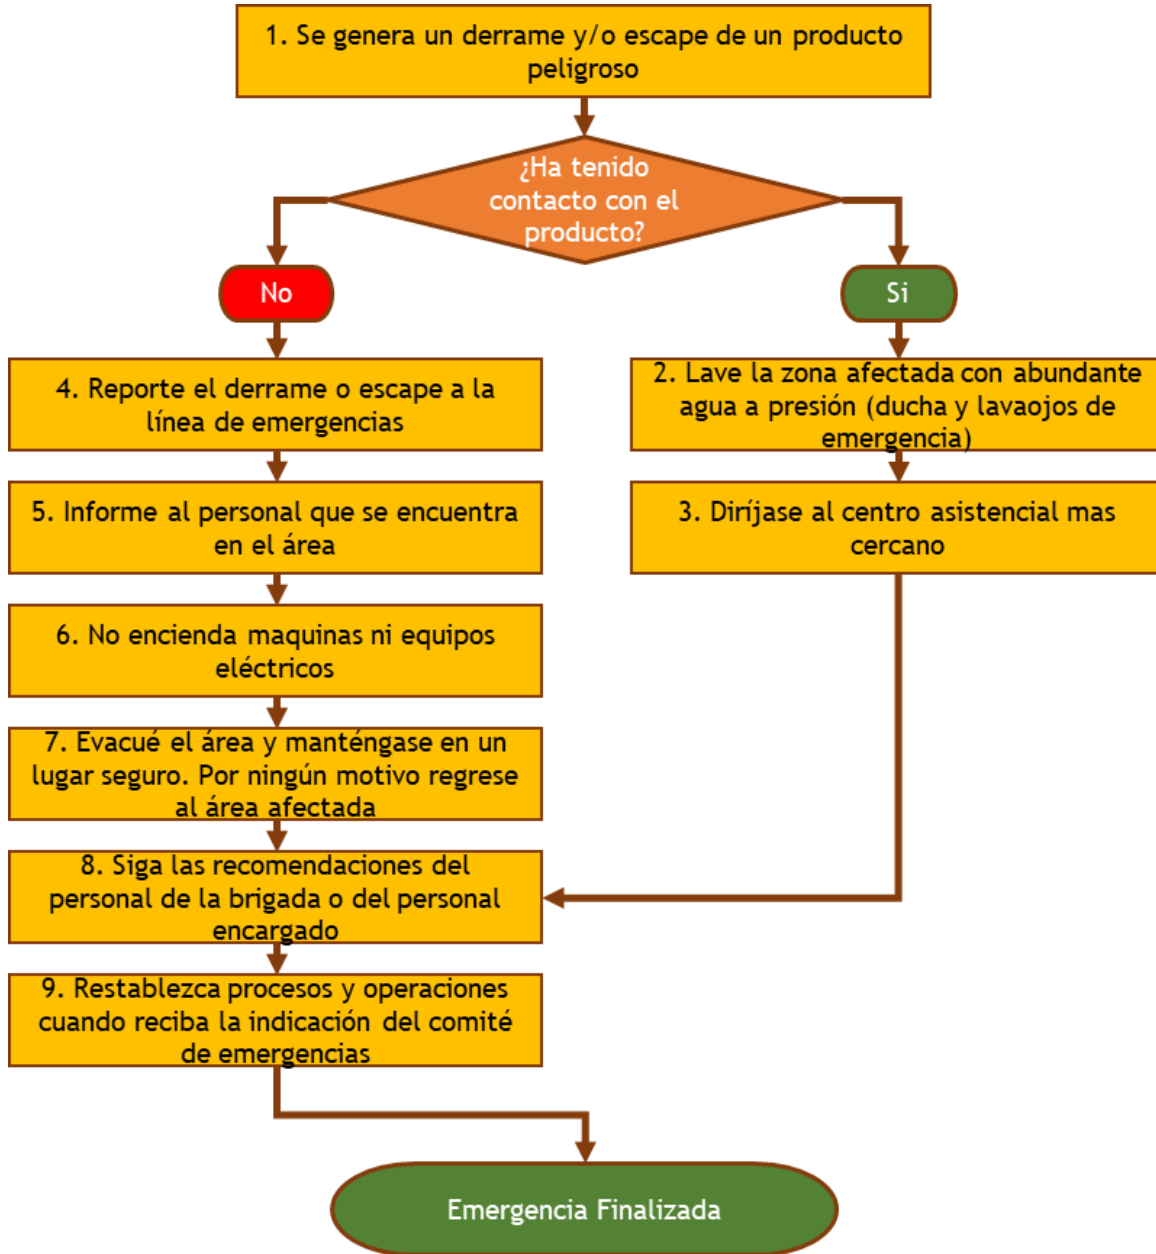 1. Se genera un derrame y/o escape de un producto
peligroso
¿Ha tenido
contacto con el
producto?
No
Si
4. Reporte el derrame o escape a la
línea de emergencias
2. Lave la zona afectada con abundante
agua a presión (ducha y lavaojos de
emergencia)
5. Informe al personal que se encuentra
en el área
3. Diríjase al centro asistencial mas
cercano
6. No encienda maquinas ni equipos
eléctricos
7. Evacué el área y manténgase en un
lugar seguro. Por ningún motivo regrese
al área afectada
8. Siga las recomendaciones del
personal de la brigada o del personal
encargado
9. Restablezca procesos y operaciones
cuando reciba la indicación del comité
de emergencias
Emergencia Finalizada